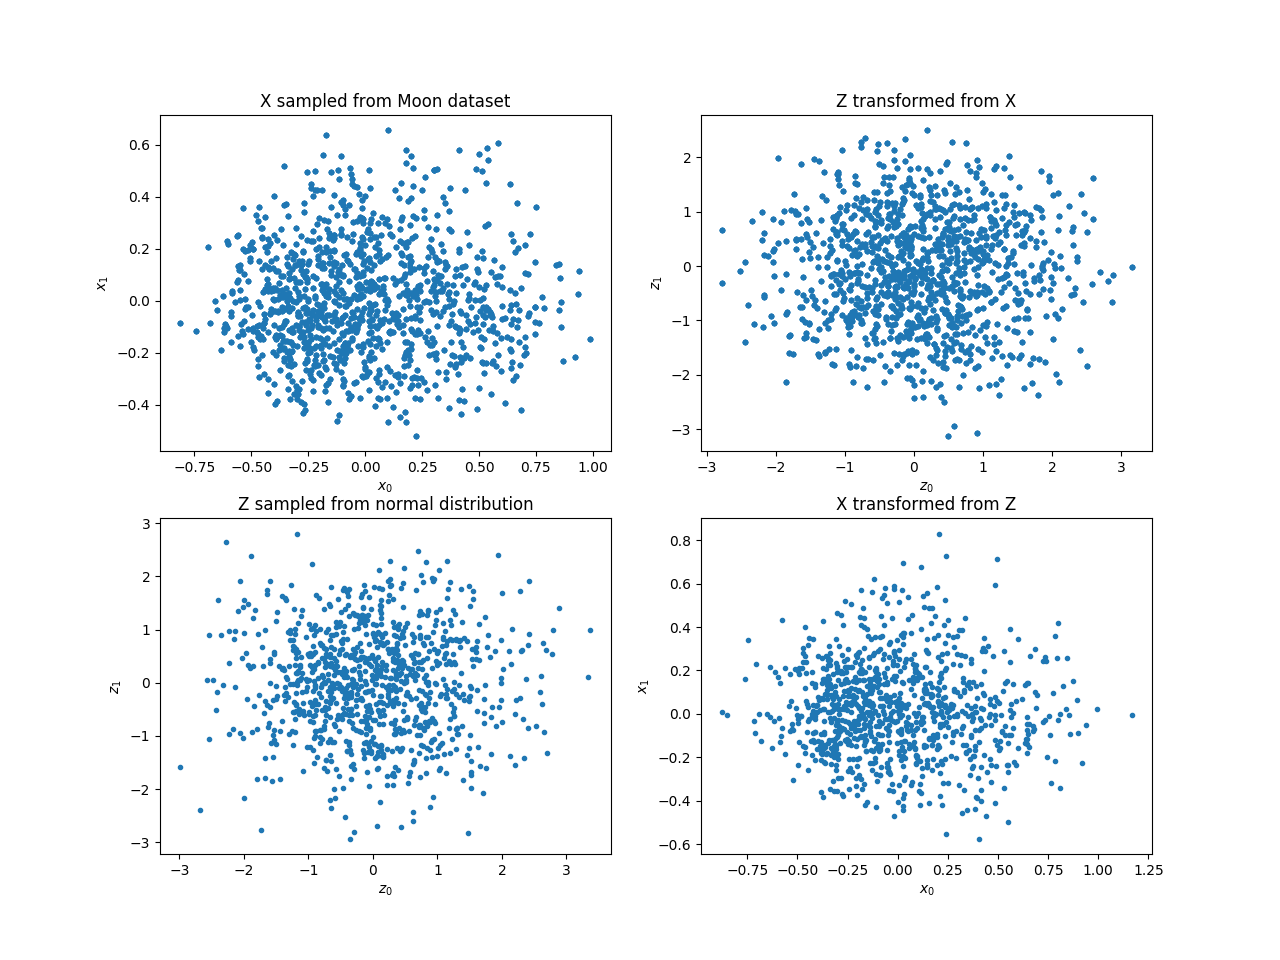 X sampled from Moon dataset
0.6
0.4
0.2
0.0
−0.2
−0.4
x₁
−0.75 −0.50 −0.25 0.00 0.25 0.50 0.75 1.00
x₀
Z transformed from X
2
1
0
−1
−2
−3
z₁
−3 −2 −1 0 1 2 3
z₀
Z sampled from normal distribution
3
2
1
0
−1
−2
−3
z₁
−3 −2 −1 0 1 2 3
z₀
X transformed from Z
0.8
0.6
0.4
0.2
0.0
−0.2
−0.4
−0.6
x₁
−0.75 −0.50 −0.25 0.00 0.25 0.50 0.75 1.00 1.25
x₀